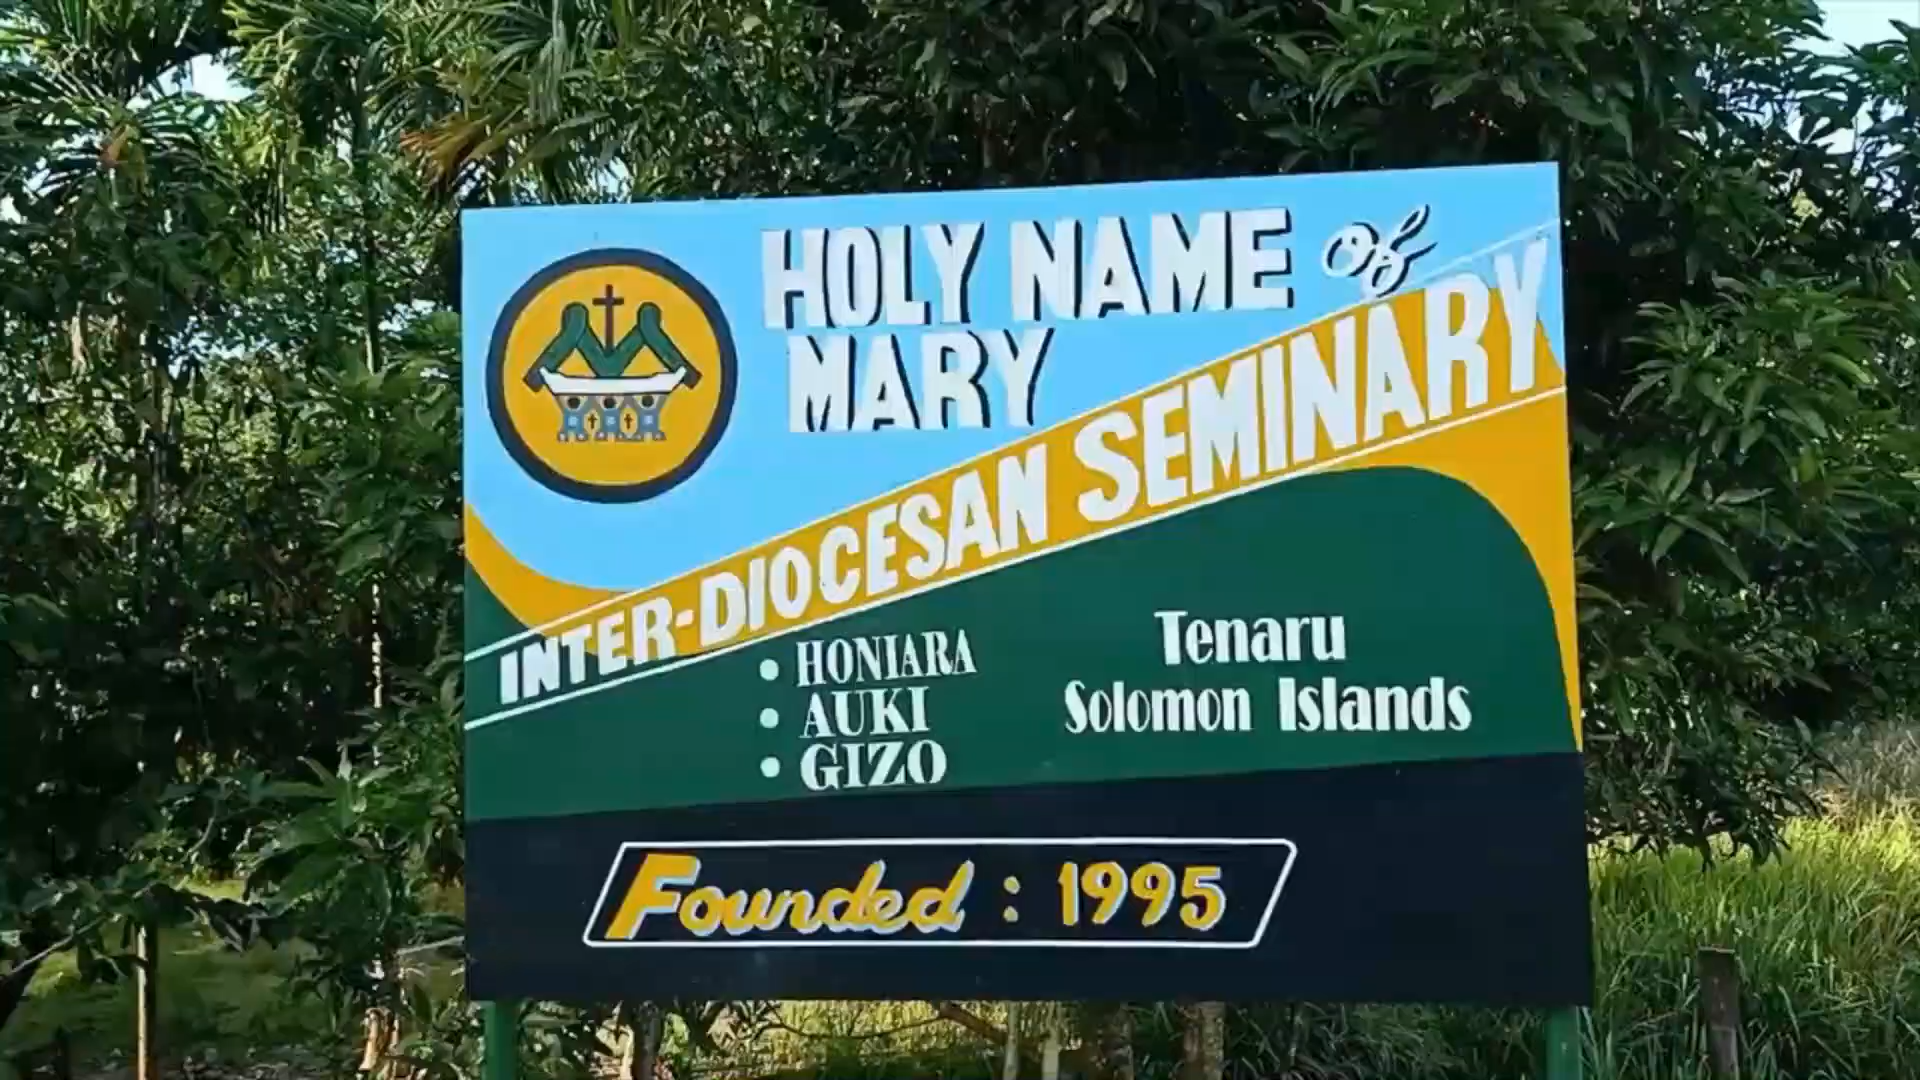 HOLY NAME of
MARY
INTER-DIOCESAN SEMINARY
• HONIARA
• AUKI
• GIZO
Tenaru
Solomon Islands
Founded : 1995